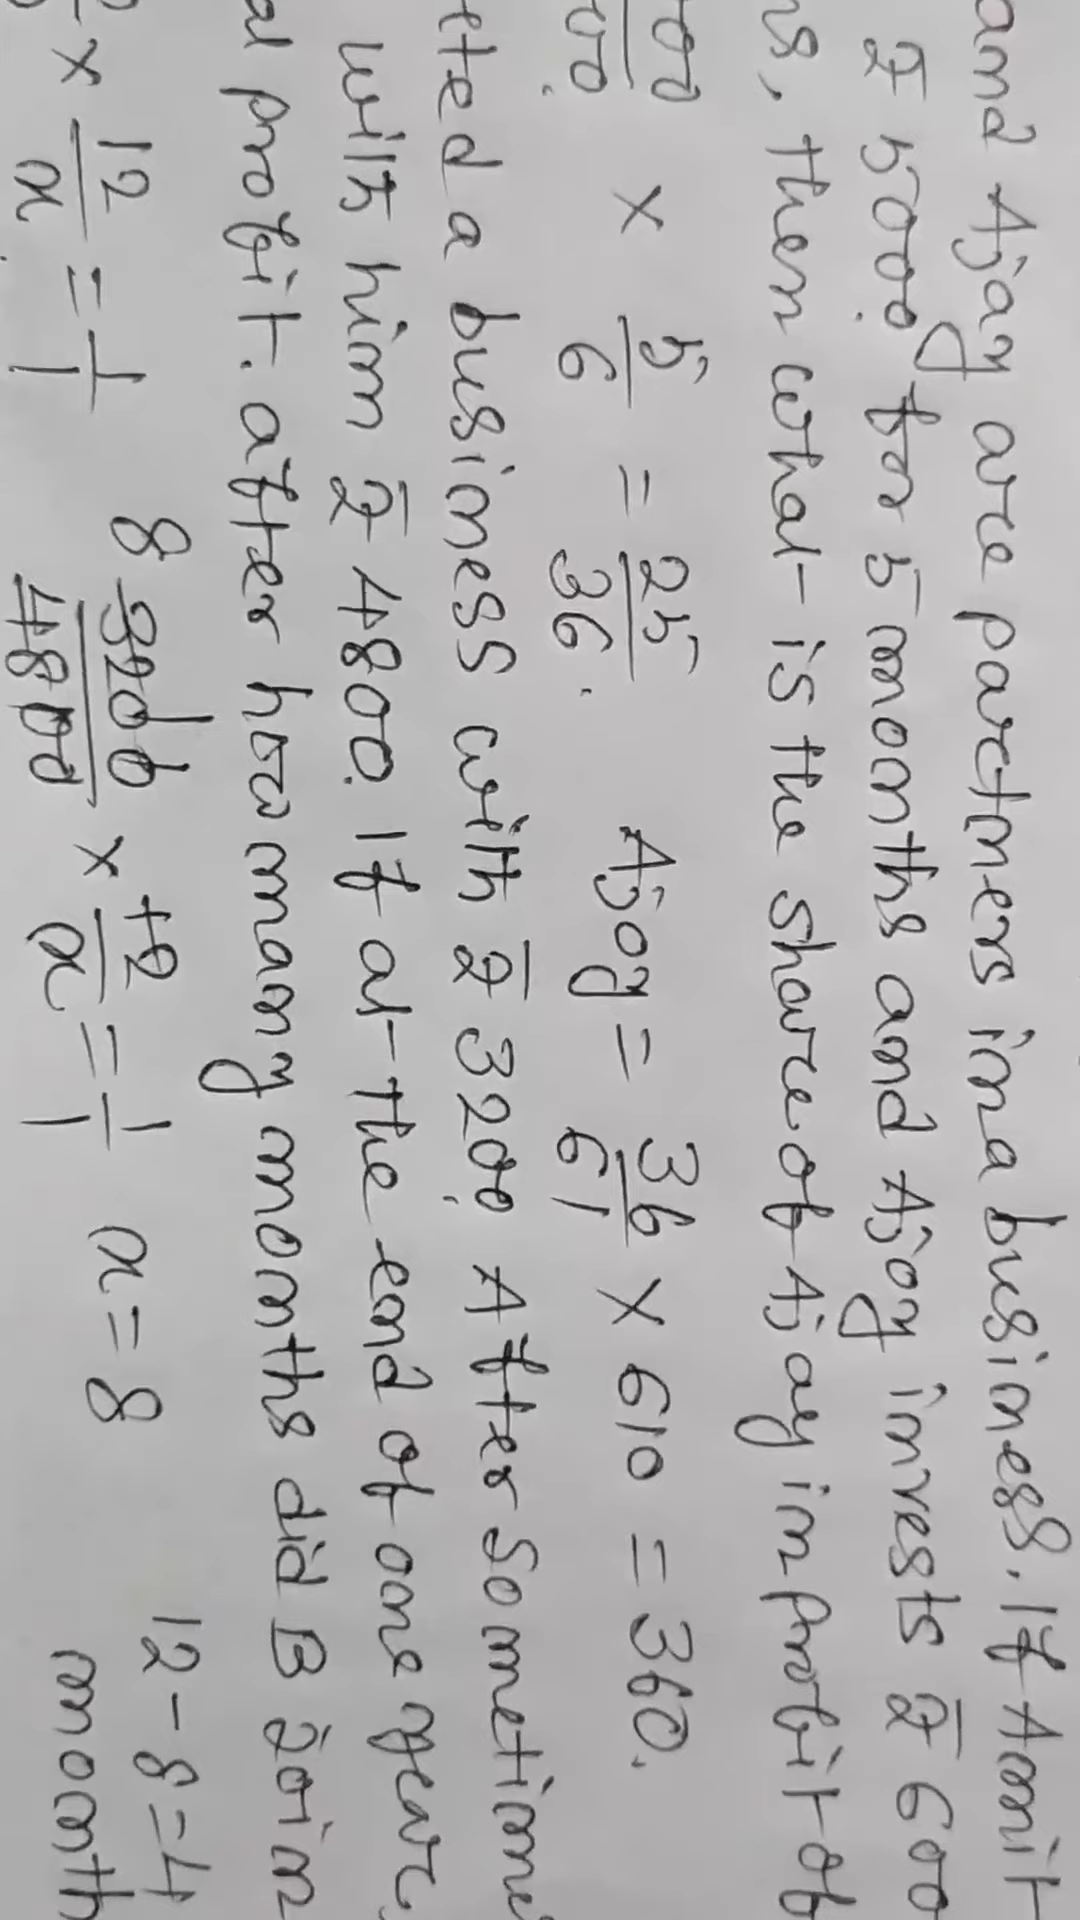 and Ajay are partners in a business. If Amit
₹ 5000 for 5 months and Ajay invests ₹ 600
then what is the share of Ajay in profit of
× 5/6 = 25/36. Ajay = 36/61 × 610 = 360.
ted a business with ₹ 3200 After Sometime
with him ₹ 4800. If at the end of one year.
al profit. after how many months did B Join
× 12/x = 1/1 8 3200/4800 × 12/x = 1/1 x = 8 12 - 8 = 4
month